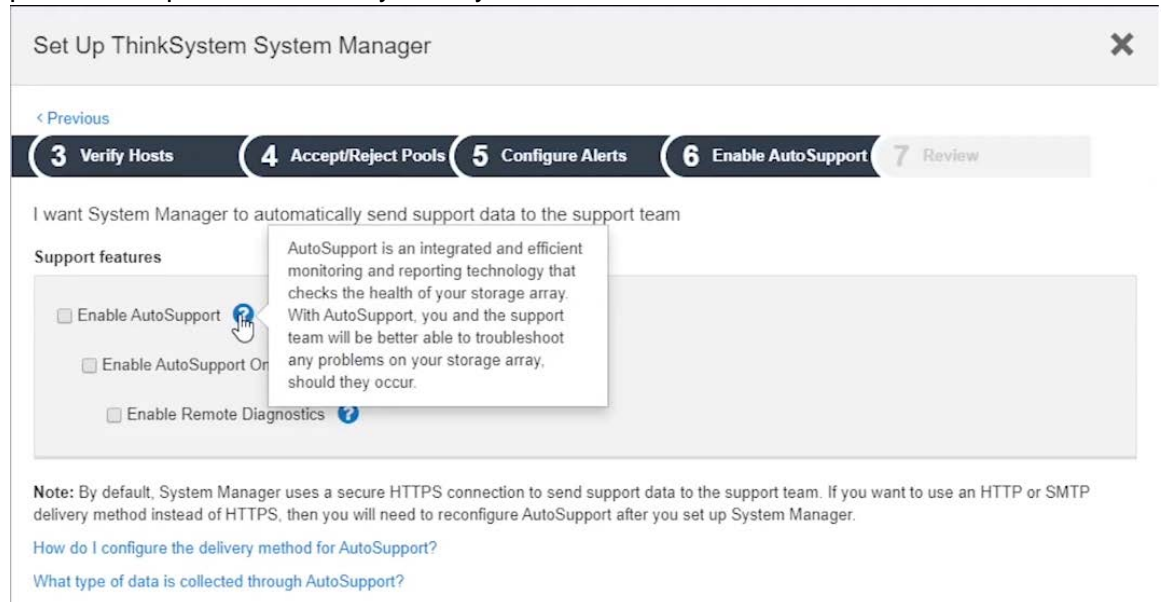 Set Up ThinkSystem System Manager
< Previous
3 Verify Hosts
4 Accept/Reject Pools
5 Configure Alerts
6 Enable AutoSupport
7 Review
I want System Manager to automatically send support data to the support team
Support features
Enable AutoSupport
AutoSupport is an integrated and efficient
monitoring and reporting technology that
checks the health of your storage array.
With AutoSupport, you and the support
team will be better able to troubleshoot
any problems on your storage array,
should they occur.
Enable AutoSupport
Enable Remote Diagnostics
Note: By default, System Manager uses a secure HTTPS connection to send support data to the support team. If you want to use an HTTP or SMTP
delivery method instead of HTTPS, then you will need to reconfigure AutoSupport after you set up System Manager.
How do I configure the delivery method for AutoSupport?
What type of data is collected through AutoSupport?